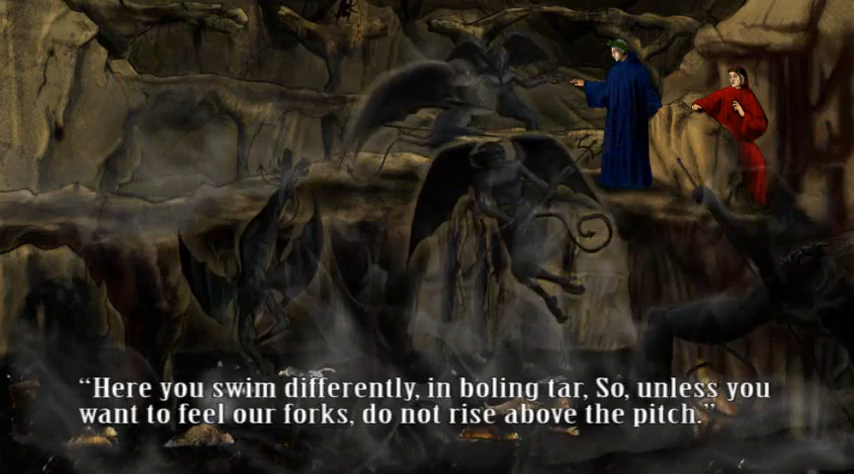 “Here you swim differently, in boling tar, So, unless you
want to feel our forks, do not rise above the pitch.”